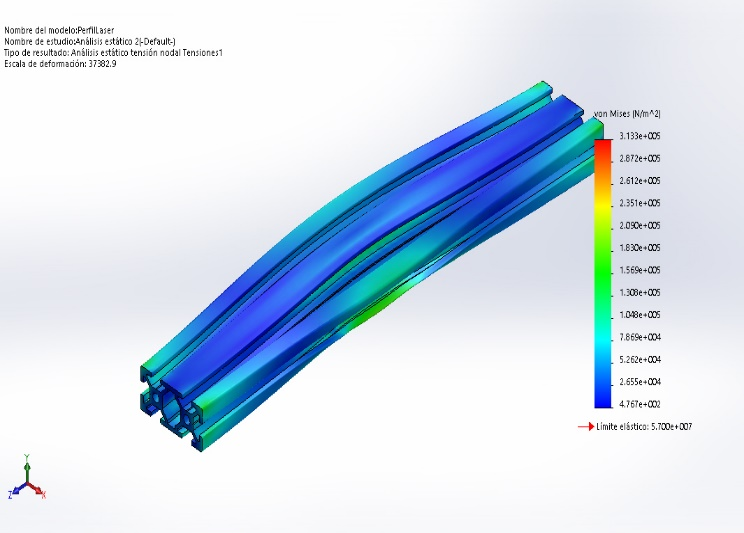 Nombre del modelo:PerfilLaser
Nombre de estudio:Análisis estático 2(-Default-)
Tipo de resultado: Análisis estático tensión nodal Tensiones1
Escala de deformación: 37382.9
von Mises (N/m^2)
3.133e+005
2.872e+005
2.612e+005
2.351e+005
2.090e+005
1.830e+005
1.569e+005
1.308e+005
1.048e+005
7.869e+004
5.262e+004
2.655e+004
4.767e+002
Límite elástico: 5.700e+007
Y
Z
X